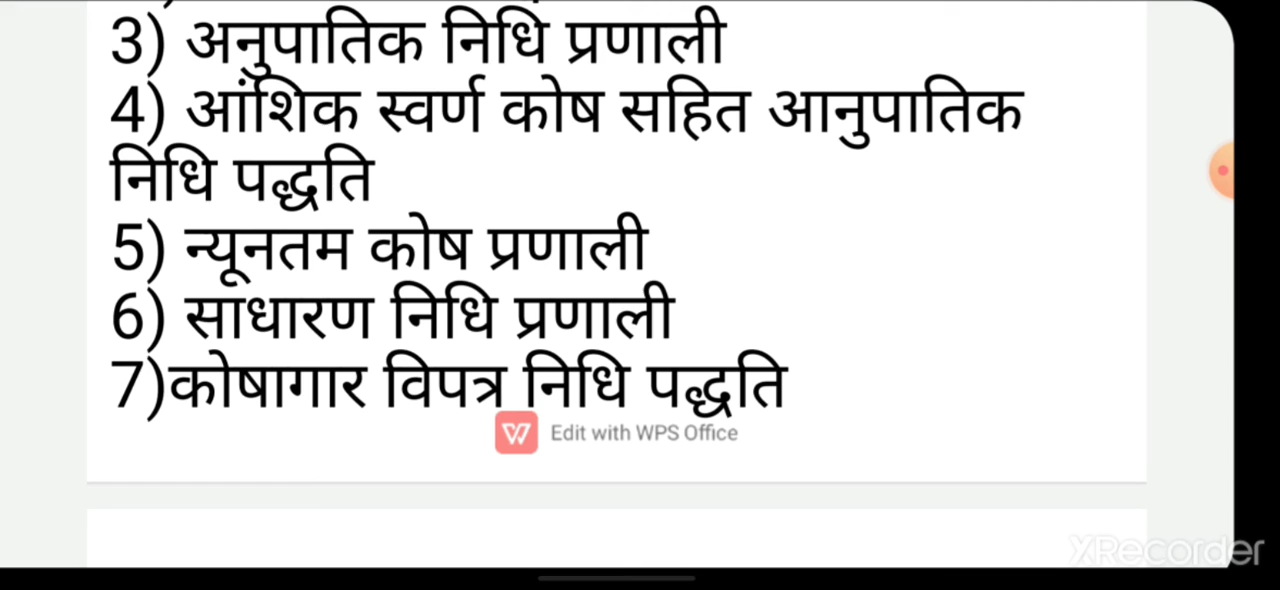 3) अनुपातिक निधि प्रणाली
4) आंशिक स्वर्ण कोष सहित आनुपातिक
निधि पद्धति
5) न्यूनतम कोष प्रणाली
6) साधारण निधि प्रणाली
7)कोषागार विपत्र निधि पद्धति
Edit with WPS Office
XRecorder